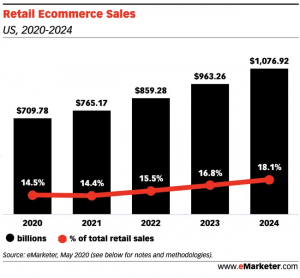 Retail Ecommerce Sales
US, 2020-2024
$1,076.92
$963.26
$859.28
$765.17
$709.78
14.5% 14.4% 15.5% 16.8% 18.1%
2020 2021 2022 2023 2024
billions % of total retail sales
Source: eMarketer, May 2020 (see below for notes and methodologies).
www.eMarketer.com